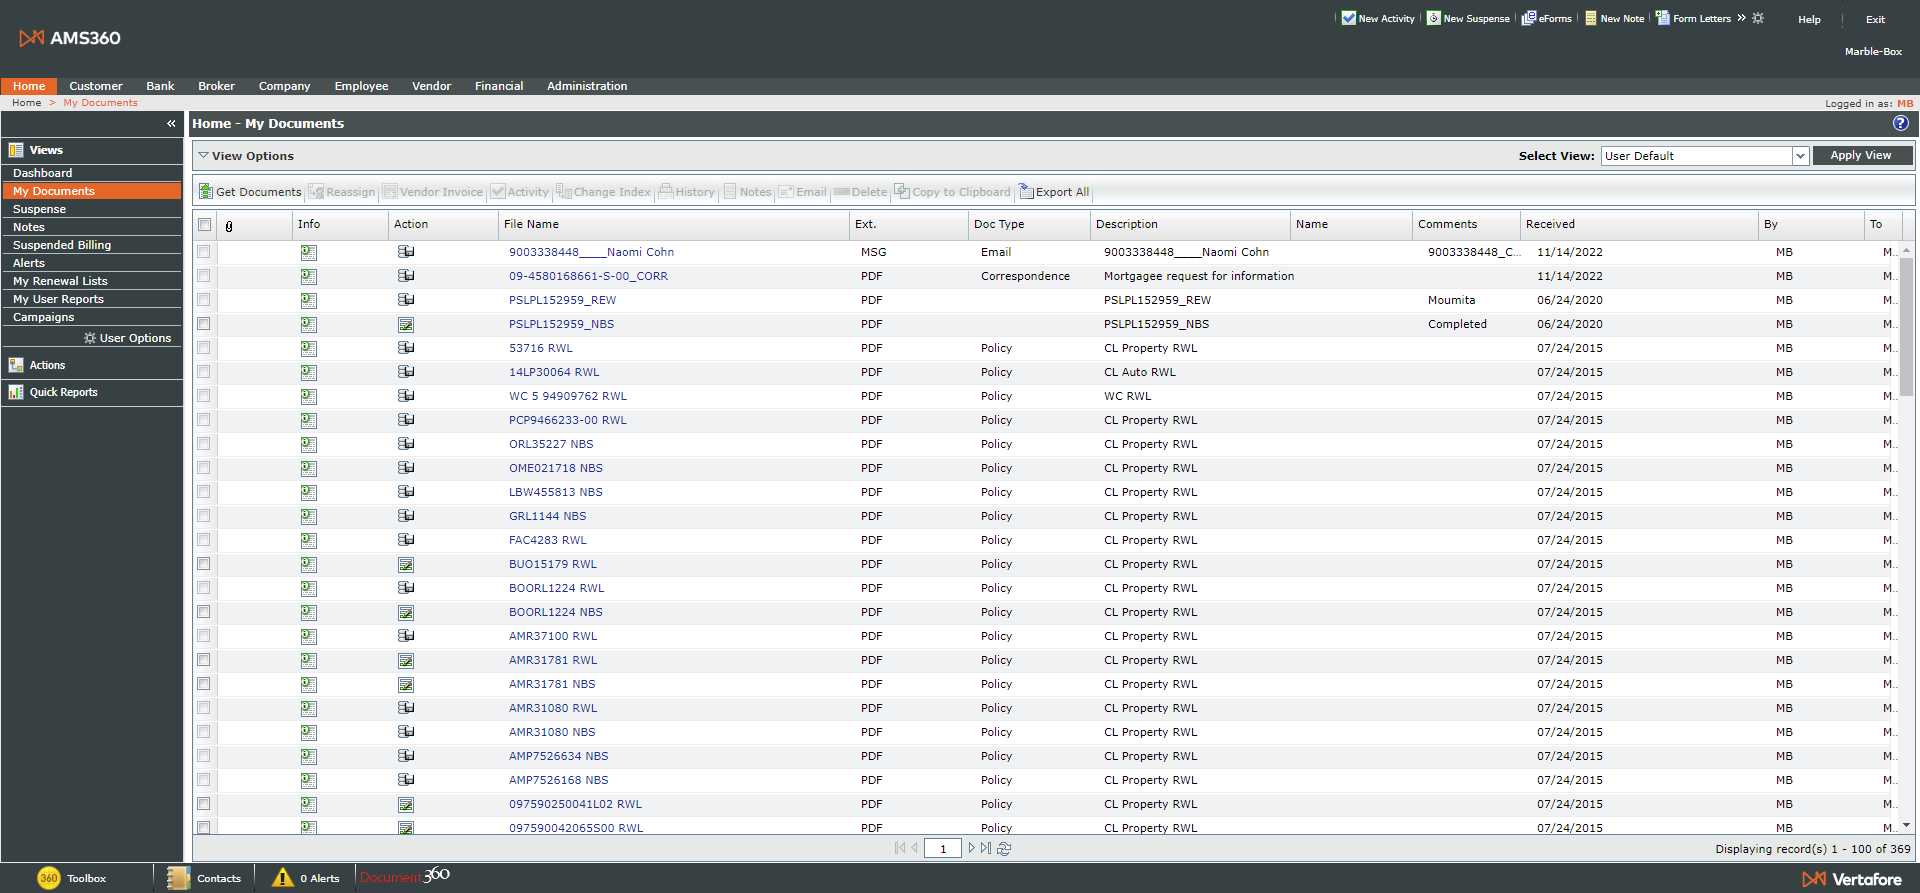 New Activity New Suspense eForms New Note Form Letters » Help Exit
AMS360
Marble-Box
Home Customer Bank Broker Company Employee Vendor Financial Administration
Home > My Documents Logged in as: MB
« Home - My Documents ?
Views
Dashboard
My Documents
Suspense
Notes
Suspended Billing
Alerts
My Renewal Lists
My User Reports
Campaigns
User Options
Actions
Quick Reports
View Options Select View: User Default Apply View
Get Documents Reassign Vendor Invoice Activity Change Index History Notes Email Delete Copy to Clipboard Export All
Info Action File Name Ext. Doc Type Description Name Comments Received By To
9003338448____Naomi Cohn MSG Email 9003338448____Naomi Cohn 9003338448_C... 11/14/2022 MB M..
09-4580168661-S-00_CORR PDF Correspondence Mortgagee request for information 11/14/2022 MB M..
PSLPL152959_REW PDF PSLPL152959_REW Moumita 06/24/2020 MB M..
PSLPL152959_NBS PDF PSLPL152959_NBS Completed 06/24/2020 MB M..
53716 RWL PDF Policy CL Property RWL 07/24/2015 MB M..
14LP30064 RWL PDF Policy CL Auto RWL 07/24/2015 MB M..
WC 5 94909762 RWL PDF Policy WC RWL 07/24/2015 MB M..
PCP9466233-00 RWL PDF Policy CL Property RWL 07/24/2015 MB M..
ORL35227 NBS PDF Policy CL Property RWL 07/24/2015 MB M..
OME021718 NBS PDF Policy CL Property RWL 07/24/2015 MB M..
LBW455813 NBS PDF Policy CL Property RWL 07/24/2015 MB M..
GRL1144 NBS PDF Policy CL Property RWL 07/24/2015 MB M..
FAC4283 RWL PDF Policy CL Property RWL 07/24/2015 MB M..
BUO15179 RWL PDF Policy CL Property RWL 07/24/2015 MB M..
BOORL1224 RWL PDF Policy CL Property RWL 07/24/2015 MB M..
BOORL1224 NBS PDF Policy CL Property RWL 07/24/2015 MB M..
AMR37100 RWL PDF Policy CL Property RWL 07/24/2015 MB M..
AMR31781 RWL PDF Policy CL Property RWL 07/24/2015 MB M..
AMR31781 NBS PDF Policy CL Property RWL 07/24/2015 MB M..
AMR31080 RWL PDF Policy CL Property RWL 07/24/2015 MB M..
AMR31080 NBS PDF Policy CL Property RWL 07/24/2015 MB M..
AMP7526634 NBS PDF Policy CL Property RWL 07/24/2015 MB M..
AMP7526168 NBS PDF Policy CL Property RWL 07/24/2015 MB M..
097590250041L02 RWL PDF Policy CL Property RWL 07/24/2015 MB M..
097590042065S00 RWL PDF Policy CL Property RWL 07/24/2015 MB M..
1 Displaying record(s) 1 - 100 of 369
360 Toolbox Contacts 0 Alerts Document360 Vertafore